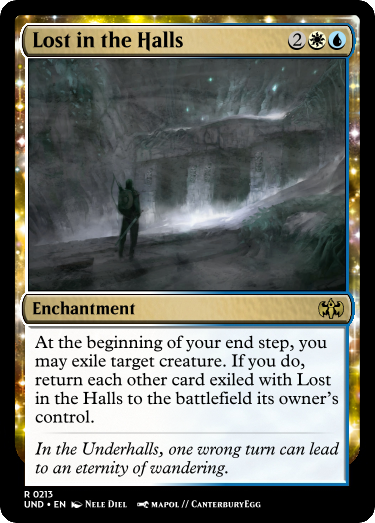 Lost in the Halls 2
Enchantment
At the beginning of your end step, you
may exile target creature. If you do,
return each other card exiled with Lost
in the Halls to the battlefield its owner's
control.
In the Underhalls, one wrong turn can lead
to an eternity of wandering.
R 0213
UND • EN Nele Diel mapol // CanterburyEgg